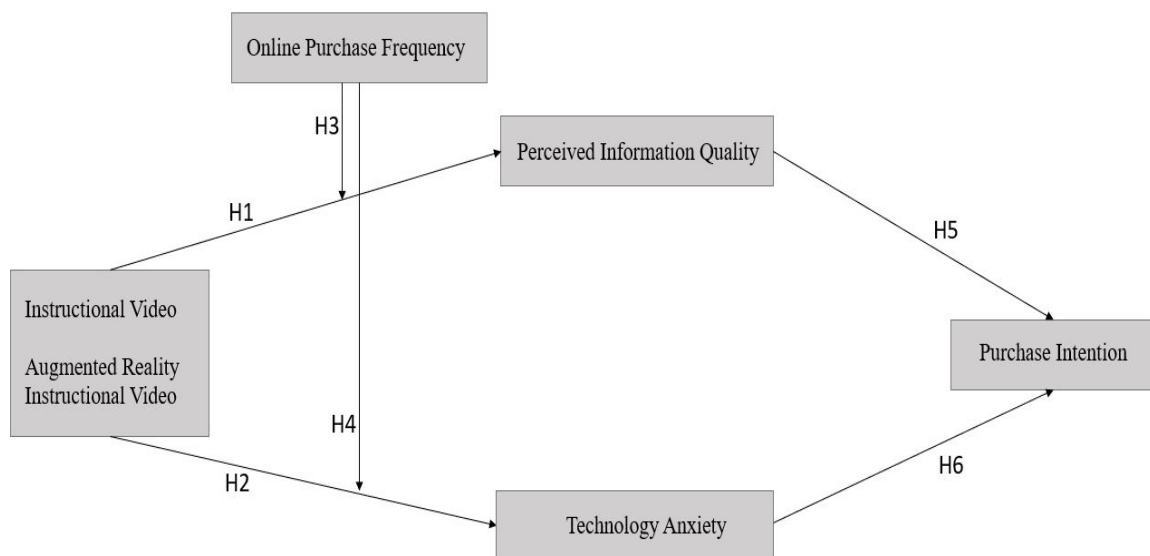 Online Purchase Frequency
H3
Perceived Information Quality
H1
H5
Instructional Video
Augmented Reality
Instructional Video
Purchase Intention
H4
H2
H6
Technology Anxiety